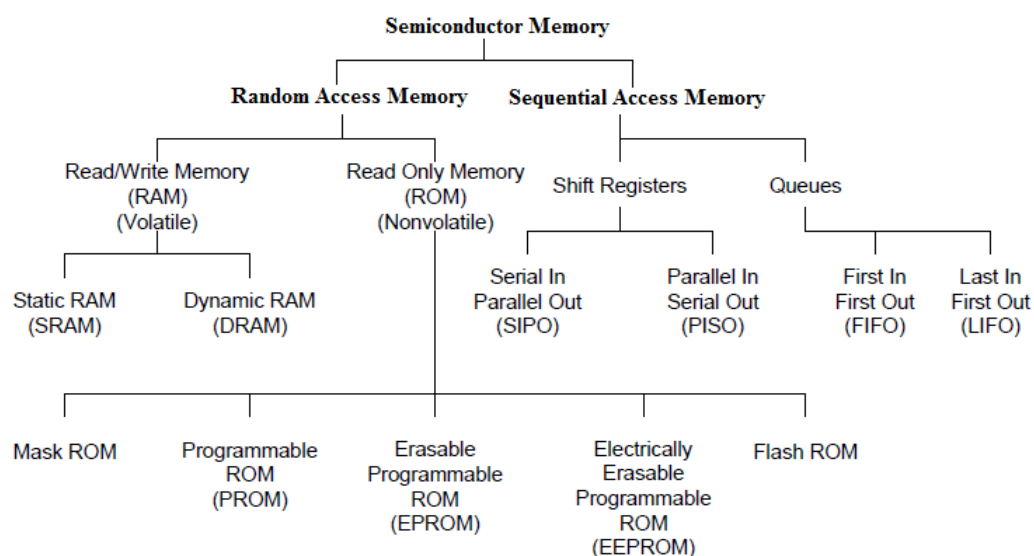 Semiconductor Memory
Random Access Memory
Sequential Access Memory
Read/Write Memory
(RAM)
(Volatile)
Read Only Memory
(ROM)
(Nonvolatile)
Shift Registers
Queues
Static RAM
(SRAM)
Dynamic RAM
(DRAM)
Serial In
Parallel Out
(SIPO)
Parallel In
Serial Out
(PISO)
First In
First Out
(FIFO)
Last In
First Out
(LIFO)
Mask ROM
Programmable
ROM
(PROM)
Erasable
Programmable
ROM
(EPROM)
Electrically
Erasable
Programmable
ROM
(EEPROM)
Flash ROM